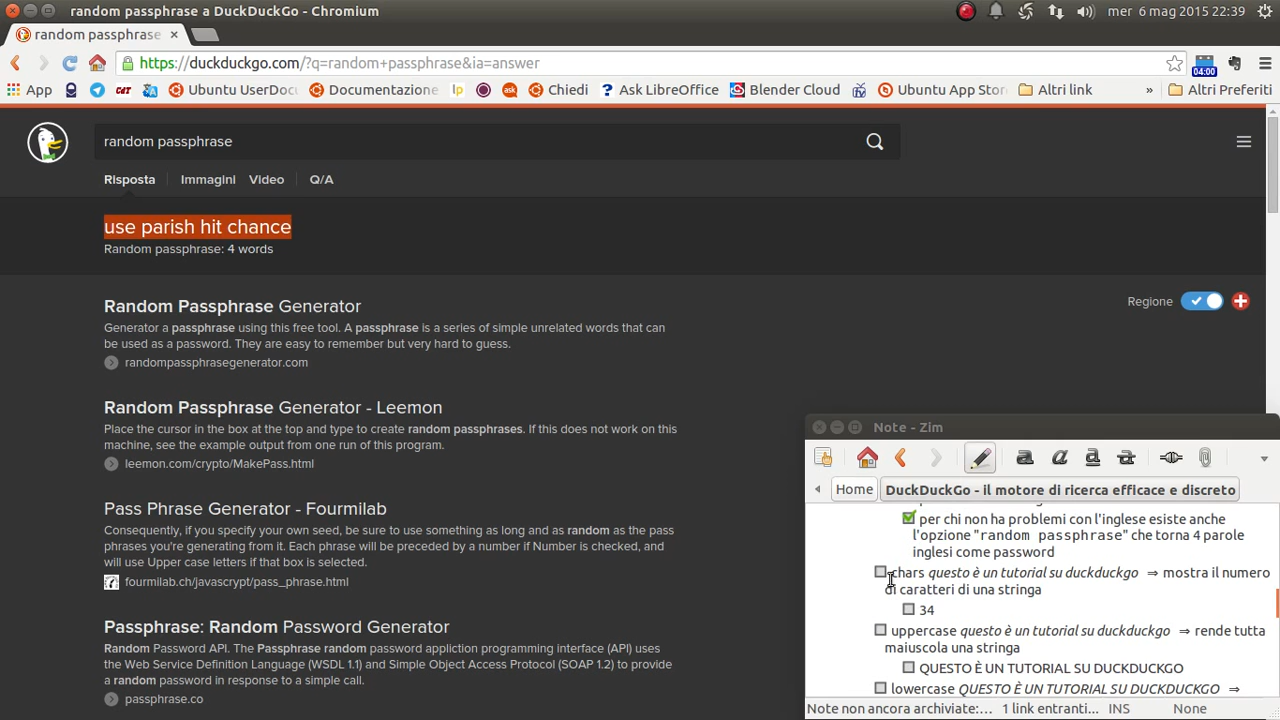 random passphrase a DuckDuckGo - Chromium
mer 6 mag 2015 22:39
random passphrase
https://duckduckgo.com/?q=random+passphrase&ia=answer
04:00
App
CAT
Ubuntu UserDocu
Documentazione
lp
ask
Chiedi
? Ask LibreOffice
Blender Cloud
Ubuntu App Stor
Altri link
»
Altri Preferiti
random passphrase
Risposta
Immagini
Video
Q/A
use parish hit chance
Random passphrase: 4 words
Random Passphrase Generator
Generator a passphrase using this free tool. A passphrase is a series of simple unrelated words that can
be used as a password. They are easy to remember but very hard to guess.
randompassphrasegenerator.com
Regione
Random Passphrase Generator - Leemon
Place the cursor in the box at the top and type to create random passphrases. If this does not work on this
machine, see the example output from one run of this program.
leemon.com/crypto/MakePass.html
Pass Phrase Generator - Fourmilab
Consequently, if you specify your own seed, be sure to use something as long and as random as the pass
phrases you're generating from it. Each phrase will be preceded by a number if Number is checked, and
will use Upper case letters if that box is selected.
fourmilab.ch/javascrypt/pass_phrase.html
Passphrase: Random Password Generator
Random Password API. The Passphrase random password appliction programming interface (API) uses
the Web Service Definition Language (WSDL 1.1) and Simple Object Access Protocol (SOAP 1.2) to provide
a random password in response to a simple call.
passphrase.co
Note - Zim
Home
DuckDuckGo - il motore di ricerca efficace e discreto
per chi non ha problemi con l'inglese esiste anche
l'opzione "random passphrase" che torna 4 parole
inglesi come password
chars questo è un tutorial su duckduckgo ⇒ mostra il numero
di caratteri di una stringa
34
uppercase questo è un tutorial su duckduckgo ⇒ rende tutta
maiuscola una stringa
QUESTO È UN TUTORIAL SU DUCKDUCKGO
lowercase QUESTO È UN TUTORIAL SU DUCKDUCKGO ⇒
Note non ancora archiviate:...
1 link entranti...
INS
None